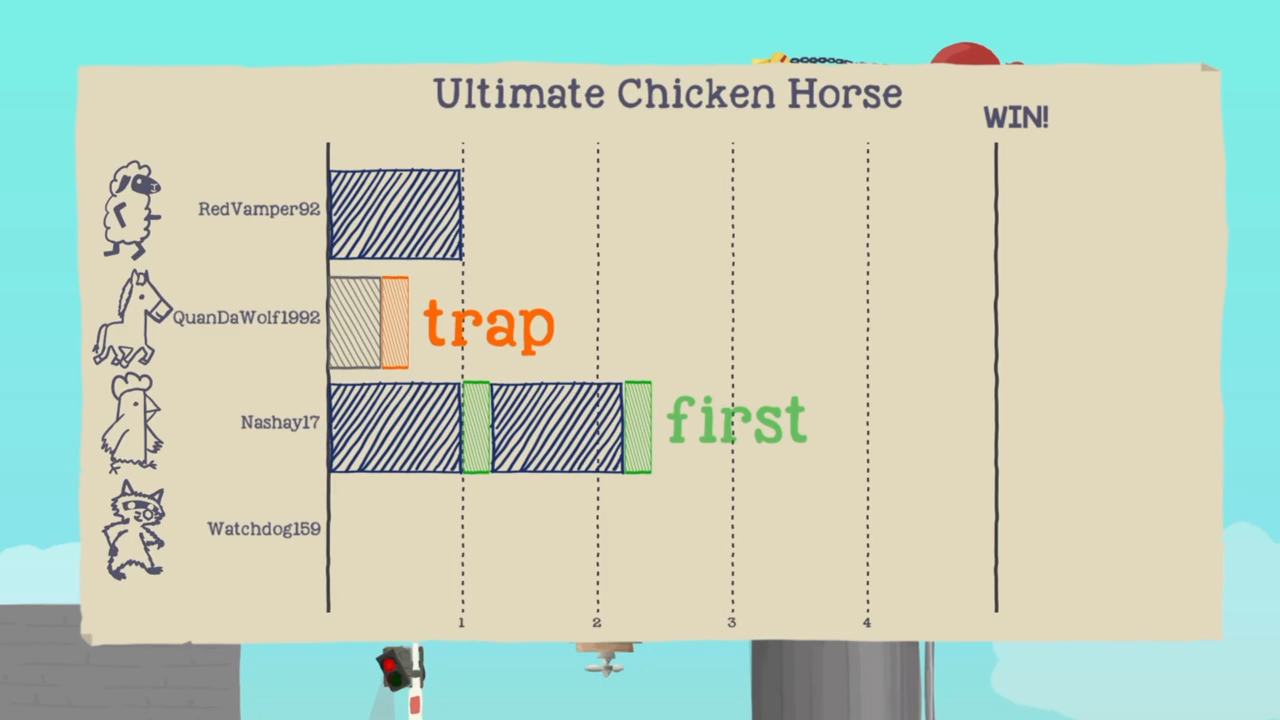 Ultimate Chicken Horse
WIN!
RedVamper92
QuanDaWolf1992
trap
Nashay17
first
Watchdog159
1 2 3 4